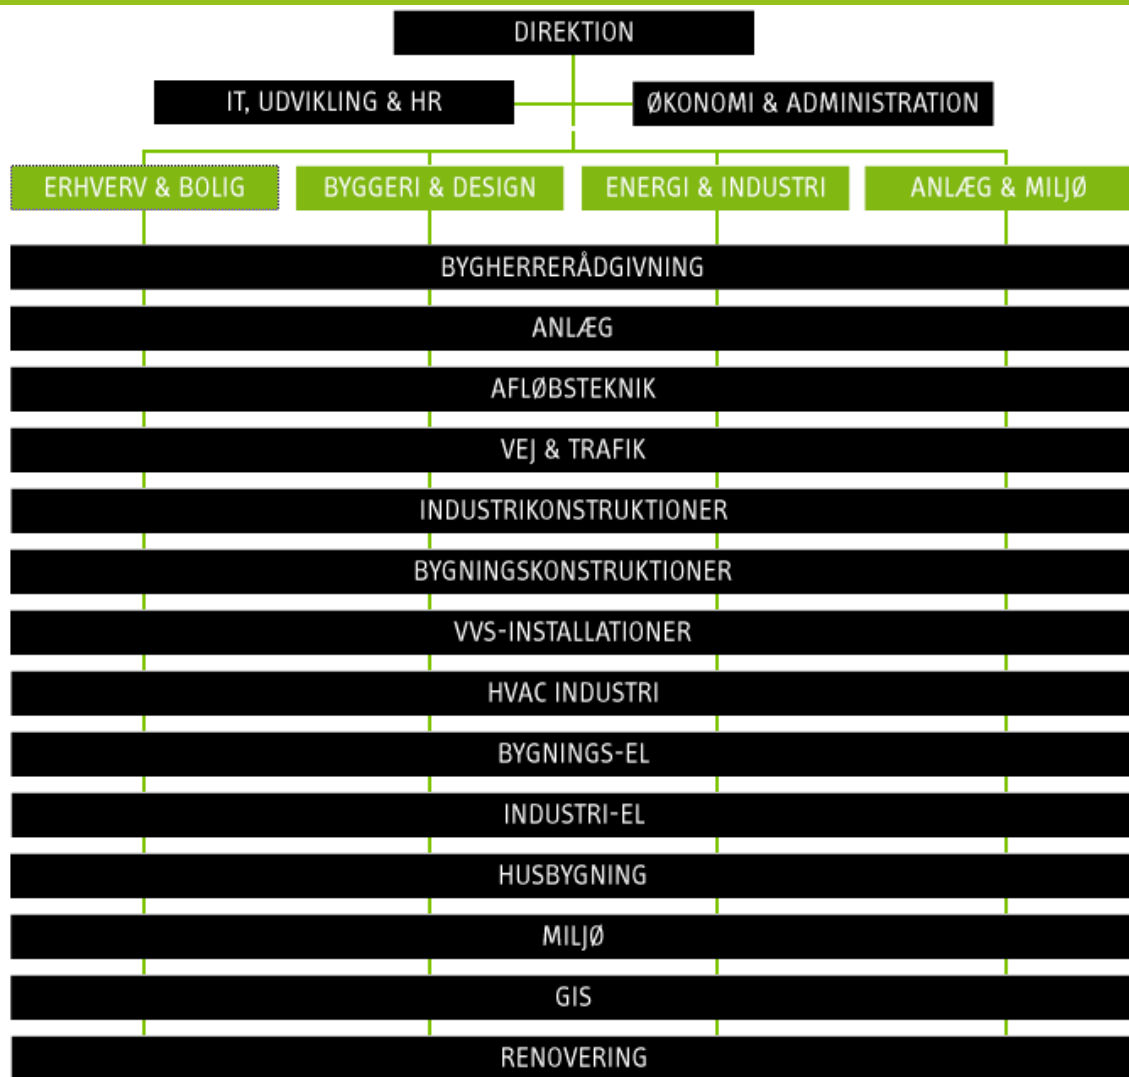 DIREKTION
IT, UDVIKLING & HR
ØKONOMI & ADMINISTRATION
ERHVERV & BOLIG
BYGGERI & DESIGN
ENERGI & INDUSTRI
ANLÆG & MILJØ
BYGHERRERÅDGIVNING
ANLÆG
AFLØBSTEKNIK
VEJ & TRAFIK
INDUSTRIKONSTRUKTIONER
BYGNINGSKONSTRUKTIONER
VVS-INSTALLATIONER
HVAC INDUSTRI
BYGNINGS-EL
INDUSTRI-EL
HUSBYGNING
MILJØ
GIS
RENOVERING